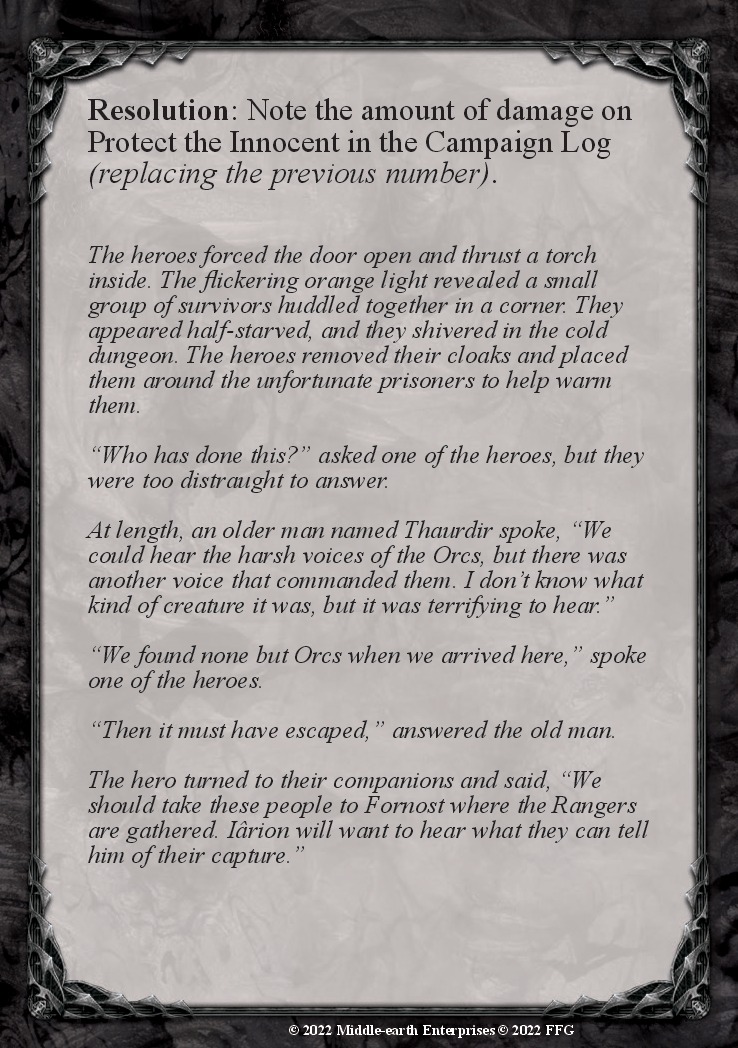 Resolution: Note the amount of damage on
Protect the Innocent in the Campaign Log
(replacing the previous number).
The heroes forced the door open and thrust a torch
inside. The flickering orange light revealed a small
group of survivors huddled together in a corner. They
appeared half-starved, and they shivered in the cold
dungeon. The heroes removed their cloaks and placed
them around the unfortunate prisoners to help warm
them.
“Who has done this?” asked one of the heroes, but they
were too distraught to answer.
At length, an older man named Thaurdir spoke, “We
could hear the harsh voices of the Orcs, but there was
another voice that commanded them. I don’t know what
kind of creature it was, but it was terrifying to hear.”
“We found none but Orcs when we arrived here,” spoke
one of the heroes.
“Then it must have escaped,” answered the old man.
The hero turned to their companions and said, “We
should take these people to Fornost where the Rangers
are gathered. Iârion will want to hear what they can tell
him of their capture.”
© 2022 Middle-earth Enterprises © 2022 FFG